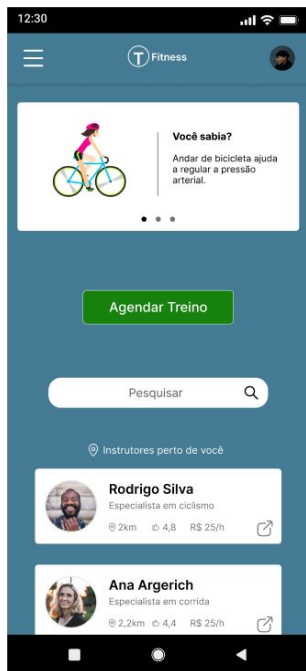 12:30
T Fitness
Você sabia?
Andar de bicicleta ajuda
a regular a pressão
arterial.
Agendar Treino
Pesquisar
Instrutores perto de você
Rodrigo Silva
Especialista em ciclismo
2km 4,8 R$ 25/h
Ana Argerich
Especialista em corrida
2,2km 4,4 R$ 25/h